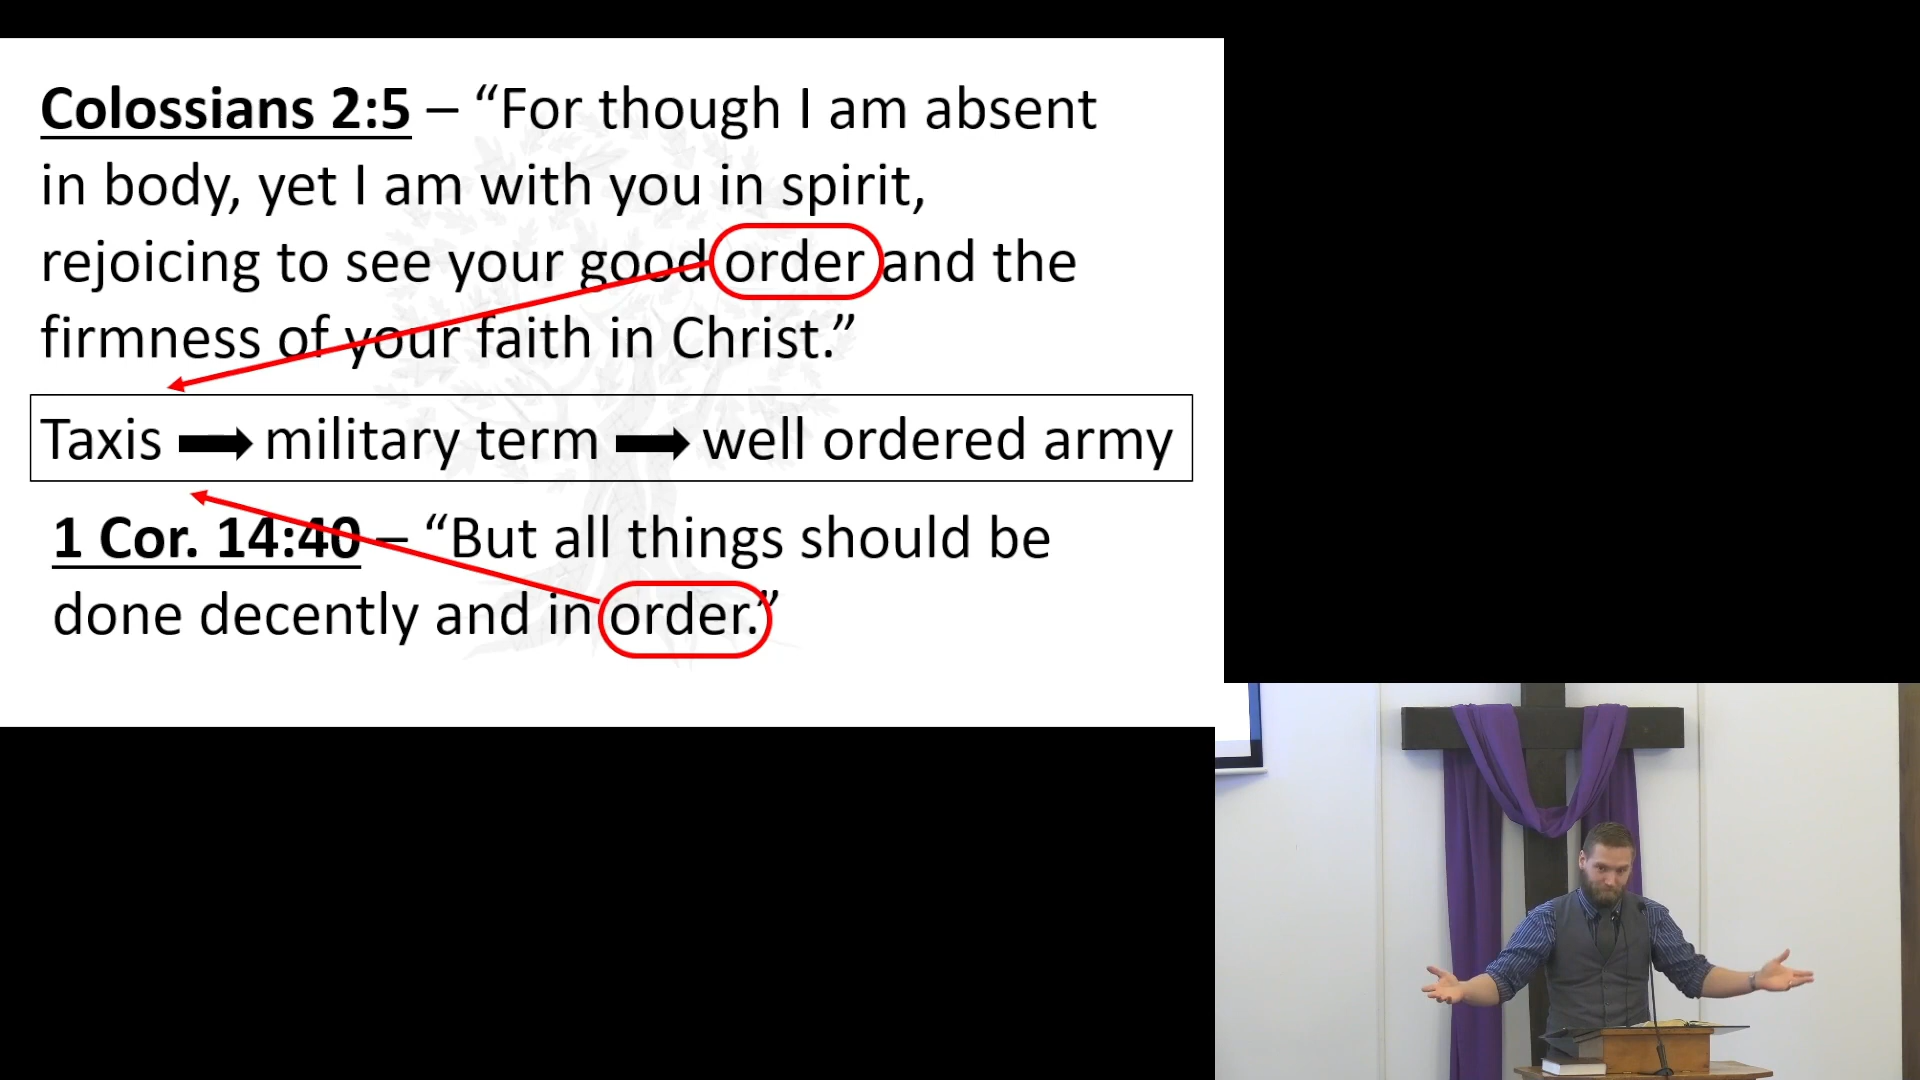 Colossians 2:5 – “For though I am absent
in body, yet I am with you in spirit,
rejoicing to see your good order and the
firmness of your faith in Christ.”
Taxis military term well ordered army
1 Cor. 14:40 – “But all things should be
done decently and in order.”